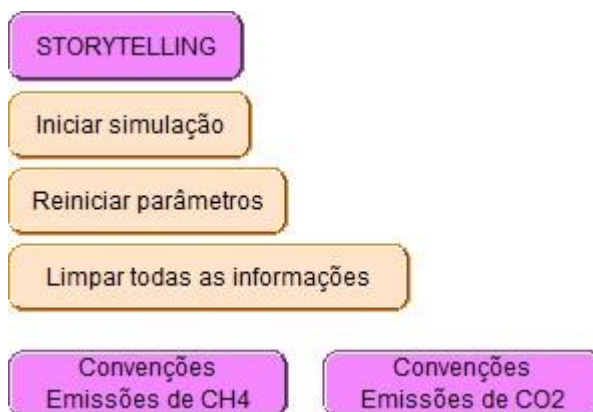 STORYTELLING
Iniciar simulação
Reiniciar parâmetros
Limpar todas as informações
Convenções
Emissões de CH4
Convenções
Emissões de CO2